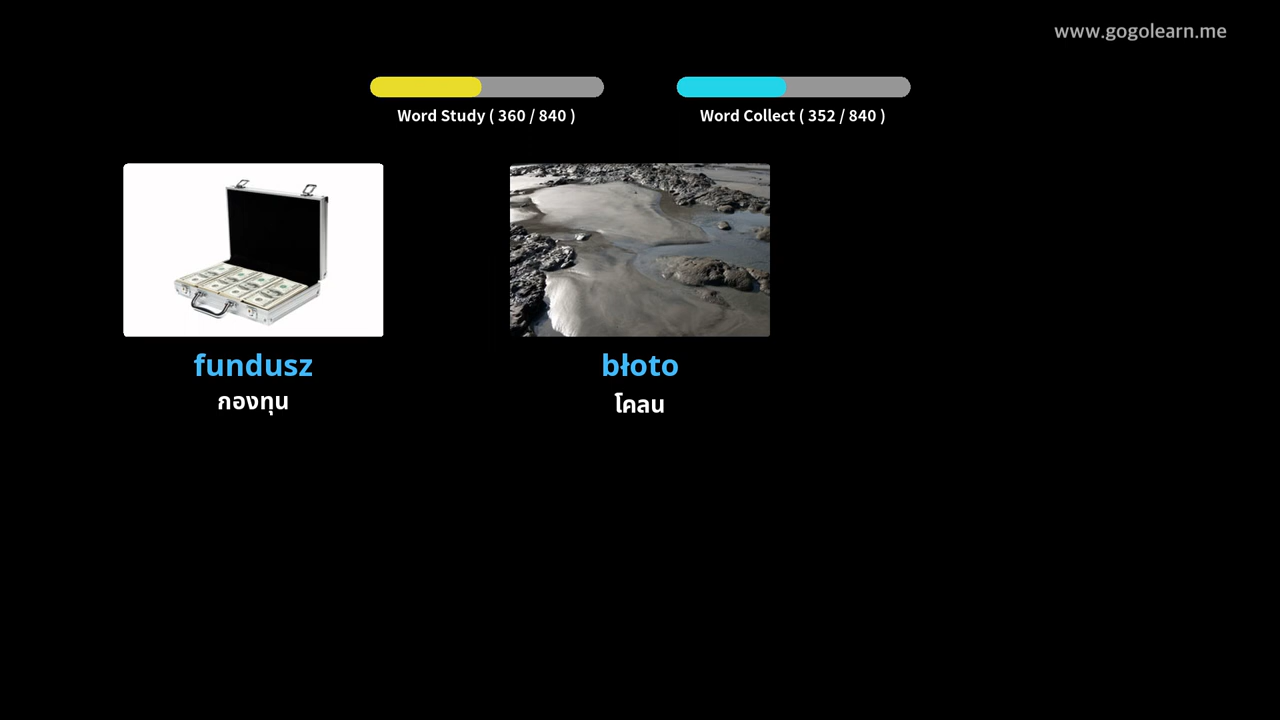 www.gogolearn.me
Word Study ( 360 / 840 )
Word Collect ( 352 / 840 )
fundusz
กองทุน
błoto
โคลน